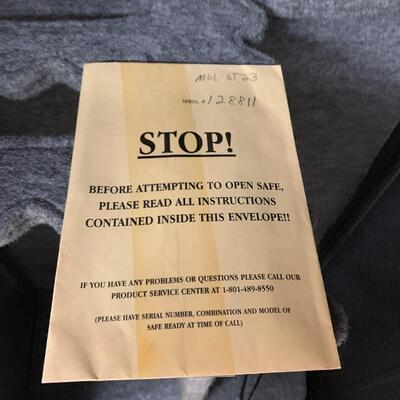 MOL ST23
SERIAL # 128811
STOP!
BEFORE ATTEMPTING TO OPEN SAFE,
PLEASE READ ALL INSTRUCTIONS
CONTAINED INSIDE THIS ENVELOPE!!
IF YOU HAVE ANY PROBLEMS OR QUESTIONS PLEASE CALL OUR
PRODUCT SERVICE CENTER AT 1-801-489-8550
(PLEASE HAVE SERIAL NUMBER, COMBINATION AND MODEL OF
SAFE READY AT TIME OF CALL)